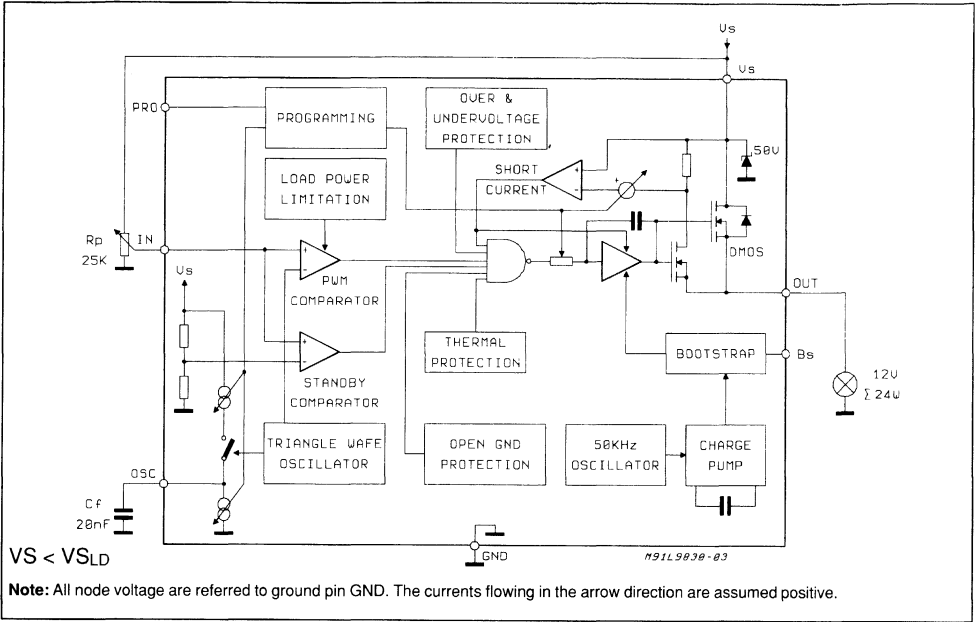 Vs
Vs
PRO
PROGRAMMING
OVER &
UNDERVOLTAGE
PROTECTION
50V
SHORT
CURRENT
+
-
+
LOAD POWER
LIMITATION
Rp
25K
IN
+
-
PWM
COMPARATOR
DMOS
Vs
OUT
+
-
STANDBY
COMPARATOR
THERMAL
PROTECTION
BOOTSTRAP
Bs
12V
Σ24W
TRIANGLE WAFE
OSCILLATOR
OPEN GND
PROTECTION
50KHz
OSCILLATOR
CHARGE
PUMP
OSC
Cf
20nF
GND
M91L9830-03
VS < VSLD
Note: All node voltage are referred to ground pin GND. The currents flowing in the arrow direction are assumed positive.